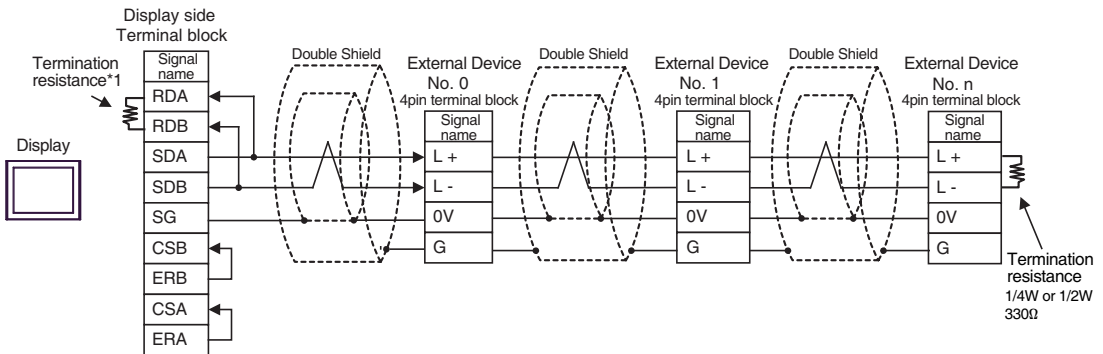 Display side
Terminal block
Termination
resistance*1
Display
Signal
name
RDA
RDB
SDA
SDB
SG
CSB
ERB
CSA
ERA
Double Shield
External Device
No. 0
4pin terminal block
Signal
name
L +
L -
0V
G
Double Shield
External Device
No. 1
4pin terminal block
Signal
name
L +
L -
0V
G
Double Shield
External Device
No. n
4pin terminal block
Signal
name
L +
L -
0V
G
Termination
resistance
1/4W or 1/2W
330Ω